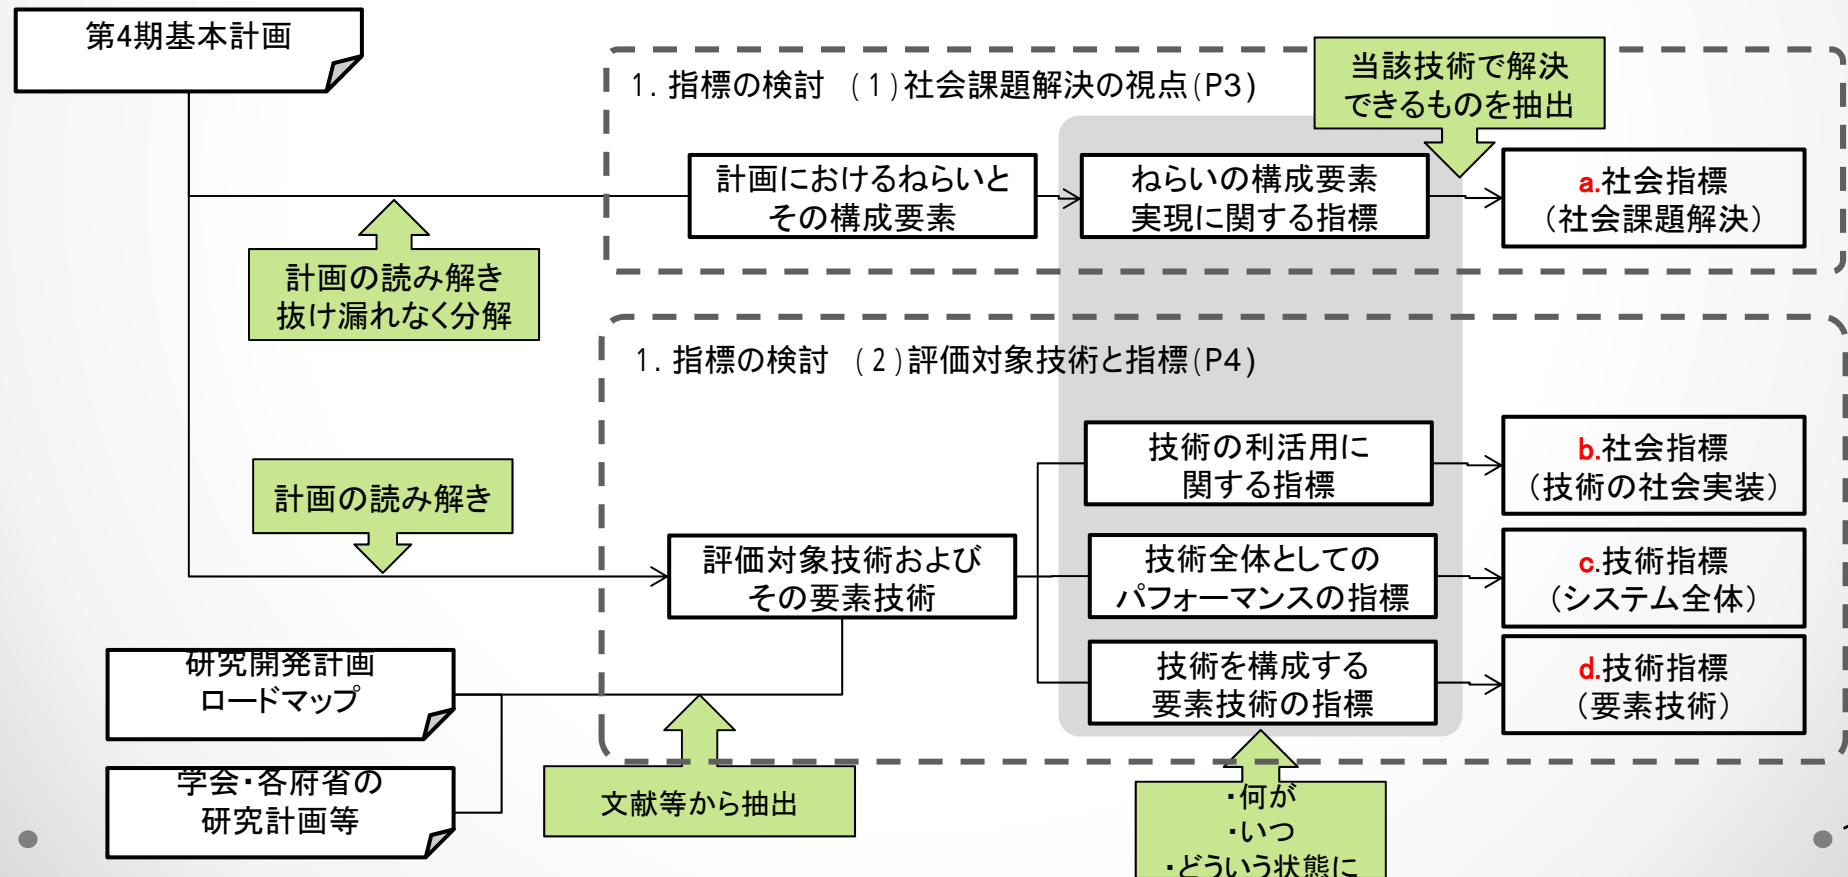 第4期基本計画
1. 指標の検討 (1)社会課題解決の視点(P3)
当該技術で解決
できるものを抽出
計画におけるねらいと
その構成要素
ねらいの構成要素
実現に関する指標
a.社会指標
(社会課題解決)
計画の読み解き
抜け漏れなく分解
1. 指標の検討 (2)評価対象技術と指標(P4)
計画の読み解き
評価対象技術および
その要素技術
技術の利活用に
関する指標
b.社会指標
(技術の社会実装)
技術全体としての
パフォーマンスの指標
c.技術指標
(システム全体)
技術を構成する
要素技術の指標
d.技術指標
(要素技術)
研究開発計画
ロードマップ
学会・各府省の
研究計画等
文献等から抽出
・何が
・いつ
・どういう状態に